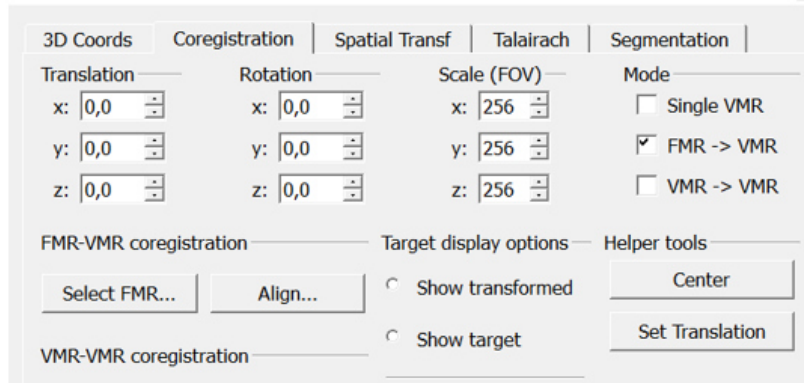 3D Coords Coregistration Spatial Transf Talairach Segmentation
Translation Rotation Scale (FOV) Mode
x: 0,0 x: 0,0 x: 256 Single VMR
y: 0,0 y: 0,0 y: 256 FMR -> VMR
z: 0,0 z: 0,0 z: 256 VMR -> VMR
FMR-VMR coregistration Target display options Helper tools
Select FMR... Align... Show transformed Center
Show target Set Translation
VMR-VMR coregistration